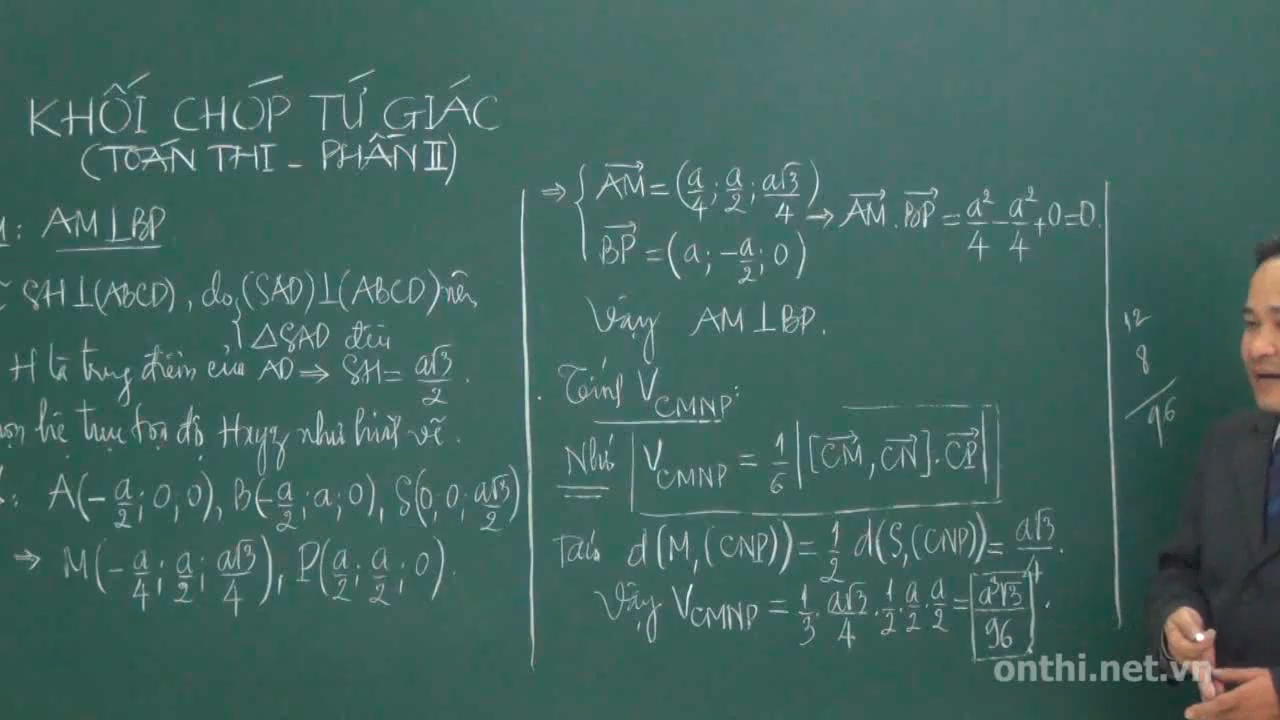 KHỐI CHÓP TỨ GIÁC
(TOÁN THI - PHẦN II)
: AM⊥BP
SH⊥(ABCD), do (SAD)⊥(ABCD) nên
△SAD đều
H là trung điểm của AD ⇒ SH = a√3/2.
hệ trục tọa độ Hxyz như hình vẽ.
: A(-a/2; 0; 0), B(-a/2; a; 0), S(0; 0; a√3/2)
⇒ M(-a/4; a/2; a√3/4), P(a/2; a/2; 0).
⇒ { AM→ = (a/4; a/2; a√3/4)
BP→ = (a; -a/2; 0)
⇒ AM→.BP→ = a²/4 - a²/4 + 0 = 0.
Vậy AM⊥BP.
. Tính V_CMNP:
Nhớ V_CMNP = 1/6 |[CM→, CN→].CP→|
d(M,(CNP)) = 1/2 d(S,(CNP)) = a√3/4.
Vậy V_CMNP = 1/3 . a√3/4 . 1/2 . a/2 . a/2 = a³√3/96.
12
8
96
onthi.net.vn